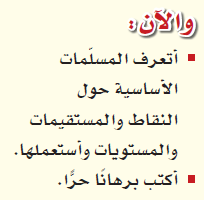 والآن:
أتعرف المسلّمات
الأساسية حول
النقاط والمستقيمات
والمستويات وأستعملها.
أكتب برهانًا حرًّا.